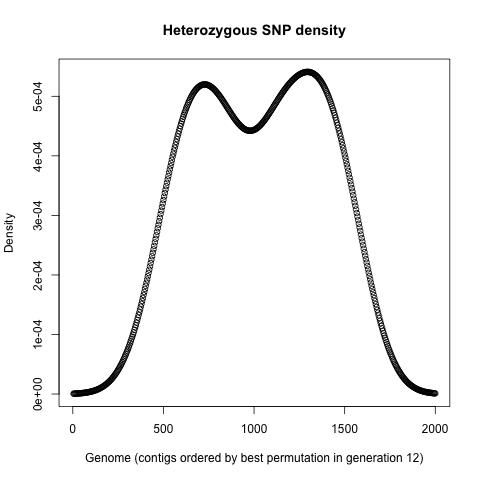 Heterozygous SNP density
Density
5e-04
4e-04
3e-04
2e-04
1e-04
0e+00
0 500 1000 1500 2000
Genome (contigs ordered by best permutation in generation 12)